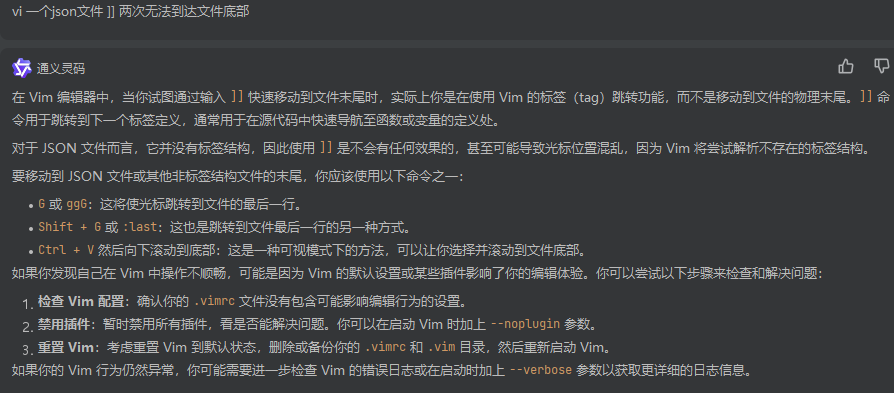 vi 一个json文件 ]] 两次无法到达文件底部
通义灵码
在 Vim 编辑器中，当你试图通过输入 ]] 快速移动到文件末尾时，实际上你是在使用 Vim 的标签（tag）跳转功能，而不是移动到文件的物理末尾。]] 命
令用于跳转到下一个标签定义，通常用于在源代码中快速导航至函数或变量的定义处。
对于 JSON 文件而言，它并没有标签结构，因此使用 ]] 是不会有任何效果的，甚至可能导致光标位置混乱，因为 Vim 将尝试解析不存在的标签结构。
要移动到 JSON 文件或其他非标签结构文件的末尾，你应该使用以下命令之一：
• G 或 ggG：这将使光标跳转到文件的最后一行。
• Shift + G 或 :last：这也是跳转到文件最后一行的另一种方式。
• Ctrl + V 然后向下滚动到底部：这是一种可视模式下的方法，可以让你选择并滚动到文件底部。
如果你发现自己在 Vim 中操作不顺畅，可能是因为 Vim 的默认设置或某些插件影响了你的编辑体验。你可以尝试以下步骤来检查和解决问题：
1. 检查 Vim 配置：确认你的 .vimrc 文件没有包含可能影响编辑行为的设置。
2. 禁用插件：暂时禁用所有插件，看是否能解决问题。你可以在启动 Vim 时加上 --noplugin 参数。
3. 重置 Vim：考虑重置 Vim 到默认状态，删除或备份你的 .vimrc 和 .vim 目录，然后重新启动 Vim。
如果你的 Vim 行为仍然异常，你可能需要进一步检查 Vim 的错误日志或在启动时加上 --verbose 参数以获取更详细的日志信息。